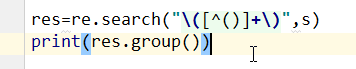 res=re.search("\([^()]+\)",s)
print(res.group())